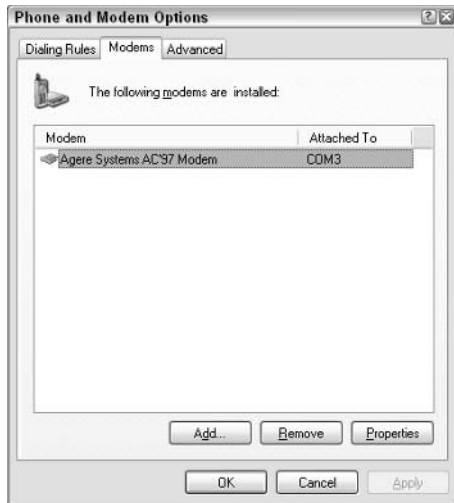 Phone and Modem Options
Dialing Rules Modems Advanced
The following modems are installed:
Modem Attached To
Agere Systems AC'97 Modem COM3
Add... Remove Properties
OK Cancel Apply